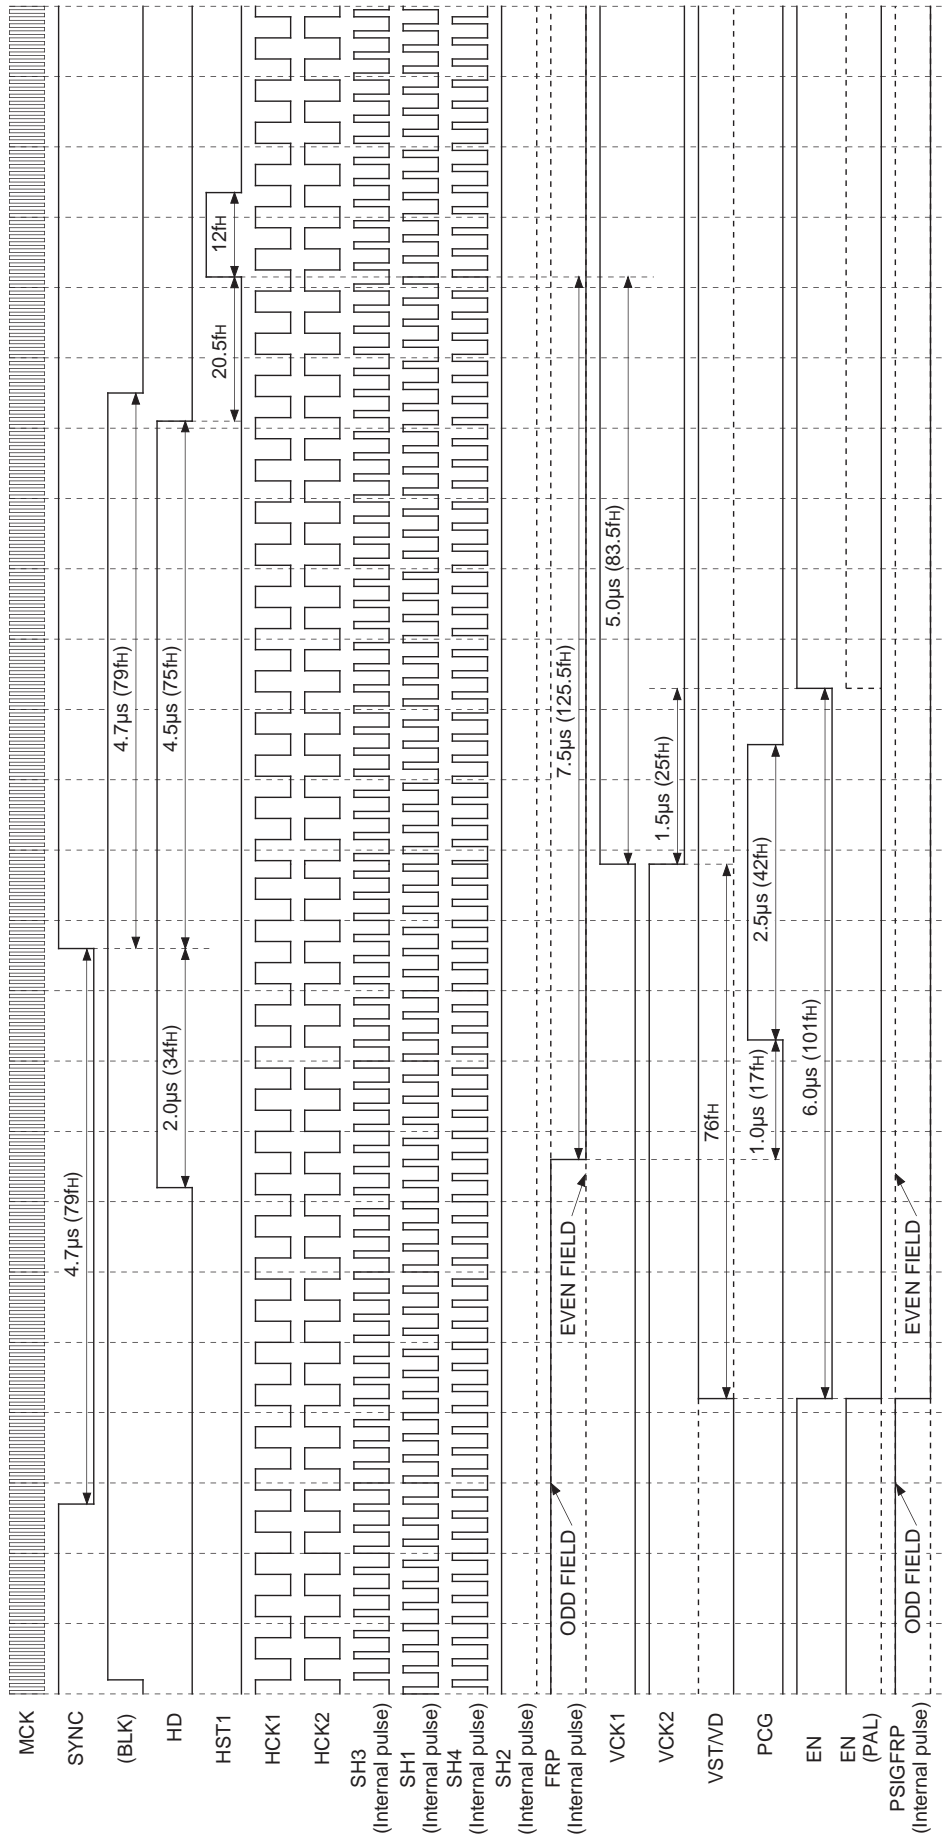 MCK
SYNC
4.7µs (79fH)
(BLK)
4.7µs (79fH)
HD
2.0µs (34fH)
4.5µs (75fH)
HST1
20.5fH
12fH
HCK1
HCK2
SH3
(Internal pulse)
SH1
(Internal pulse)
SH4
(Internal pulse)
SH2
(Internal pulse)
FRP
(Internal pulse)
ODD FIELD
EVEN FIELD
7.5µs (125.5fH)
VCK1
5.0µs (83.5fH)
VCK2
1.5µs (25fH)
VST/VD
76fH
PCG
1.0µs (17fH)
2.5µs (42fH)
EN
6.0µs (101fH)
EN
(PAL)
PSIGFRP
(Internal pulse)
ODD FIELD
EVEN FIELD